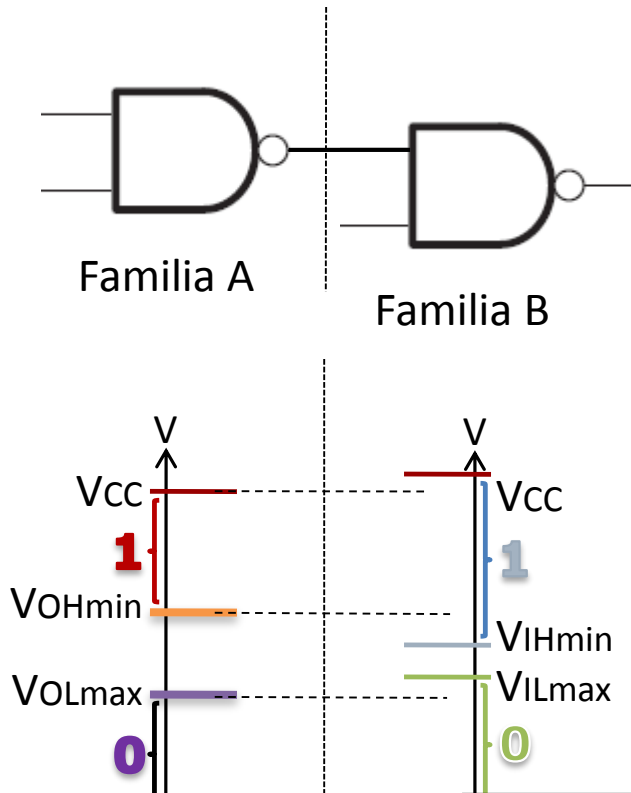 Familia A
Familia B
V
VCC
1
VOHmin
VOLmax
0
V
VCC
1
VIHmin
VILmax
0